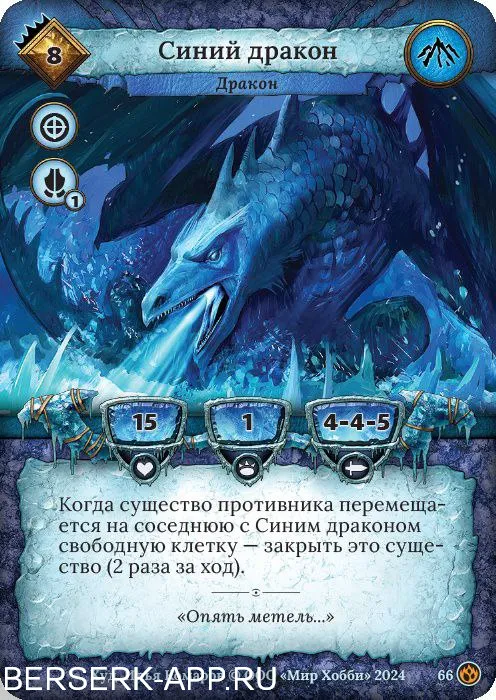 8
Синий дракон
Дракон
1
15
1
4-4-5
Когда существо противника перемеща-
ется на соседнюю с Синим драконом
свободную клетку — закрыть это суще-
ство (2 раза за ход).
«Опять метель...»
© ООО «Мир Хобби» 2024
66
BERSERK-APP.RU